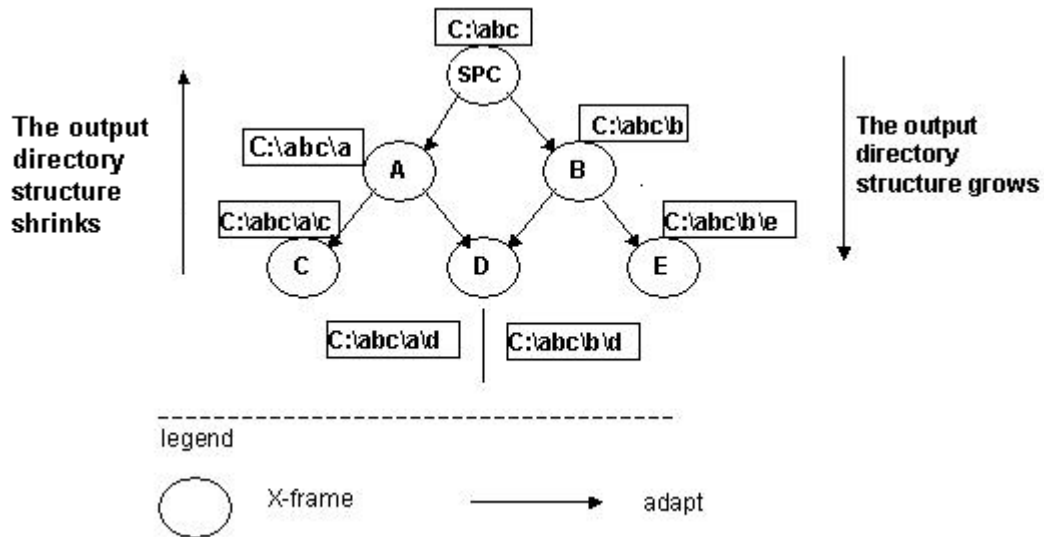 C:\abc
SPC
The output
directory
structure
shrinks
C:\abc\a
A
C:\abc\b
B
The output
directory
structure grows
C:\abc\a\c
C
D
C:\abc\b\e
E
C:\abc\a\d
C:\abc\b\d
legend
X-frame
adapt